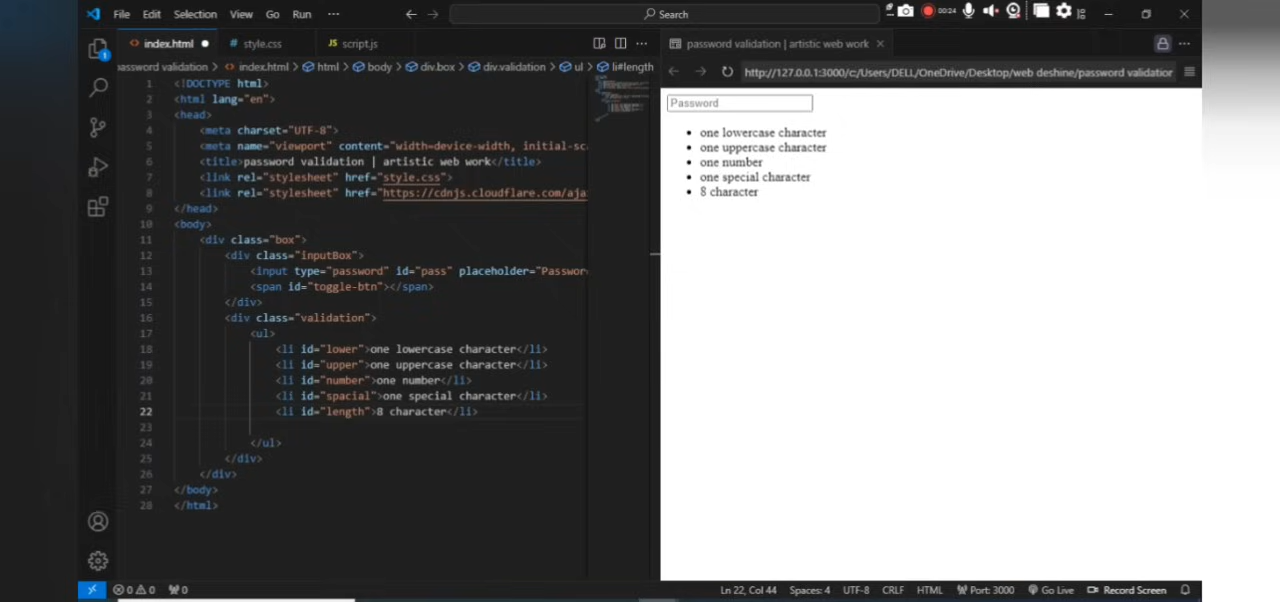 File Edit Selection View Go Run ··· Search 00:24
index.html style.css script.js password validation | artistic web work
password validation > index.html > html > body > div.box > div.validation > ul > li#length
http://127.0.0.1:3000/c:/Users/DELL/OneDrive/Desktop/web deshine/password validation
1 <!DOCTYPE html>
2 <html lang="en">
3 <head>
4 <meta charset="UTF-8">
5 <meta name="viewport" content="width=device-width, initial-sca
6 <title>password validation | artistic web work</title>
7 <link rel="stylesheet" href="style.css">
8 <link rel="stylesheet" href="https://cdnjs.cloudflare.com/aja
9 </head>
10 <body>
11 <div class="box">
12 <div class="inputBox">
13 <input type="password" id="pass" placeholder="Passwor
14 <span id="toggle-btn"></span>
15 </div>
16 <div class="validation">
17 <ul>
18 <li id="lower">one lowercase character</li>
19 <li id="upper">one uppercase character</li>
20 <li id="number">one number</li>
21 <li id="spacial">one special character</li>
22 <li id="length">8 character</li>
23
24 </ul>
25 </div>
26 </div>
27 </body>
28 </html>
Password
one lowercase character
one uppercase character
one number
one special character
8 character
1
0 0 0 Ln 22, Col 44 Spaces: 4 UTF-8 CRLF HTML Port: 3000 Go Live Record Screen